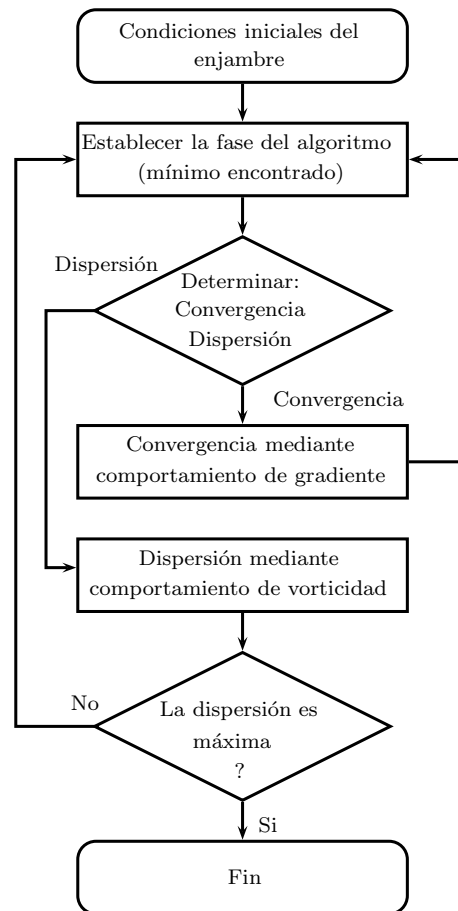 Condiciones iniciales del
enjambre
Establecer la fase del algoritmo
(mínimo encontrado)
Dispersión
Determinar:
Convergencia
Dispersión
Convergencia
Convergencia mediante
comportamiento de gradiente
Dispersión mediante
comportamiento de vorticidad
No
La dispersión es
máxima
?
Si
Fin